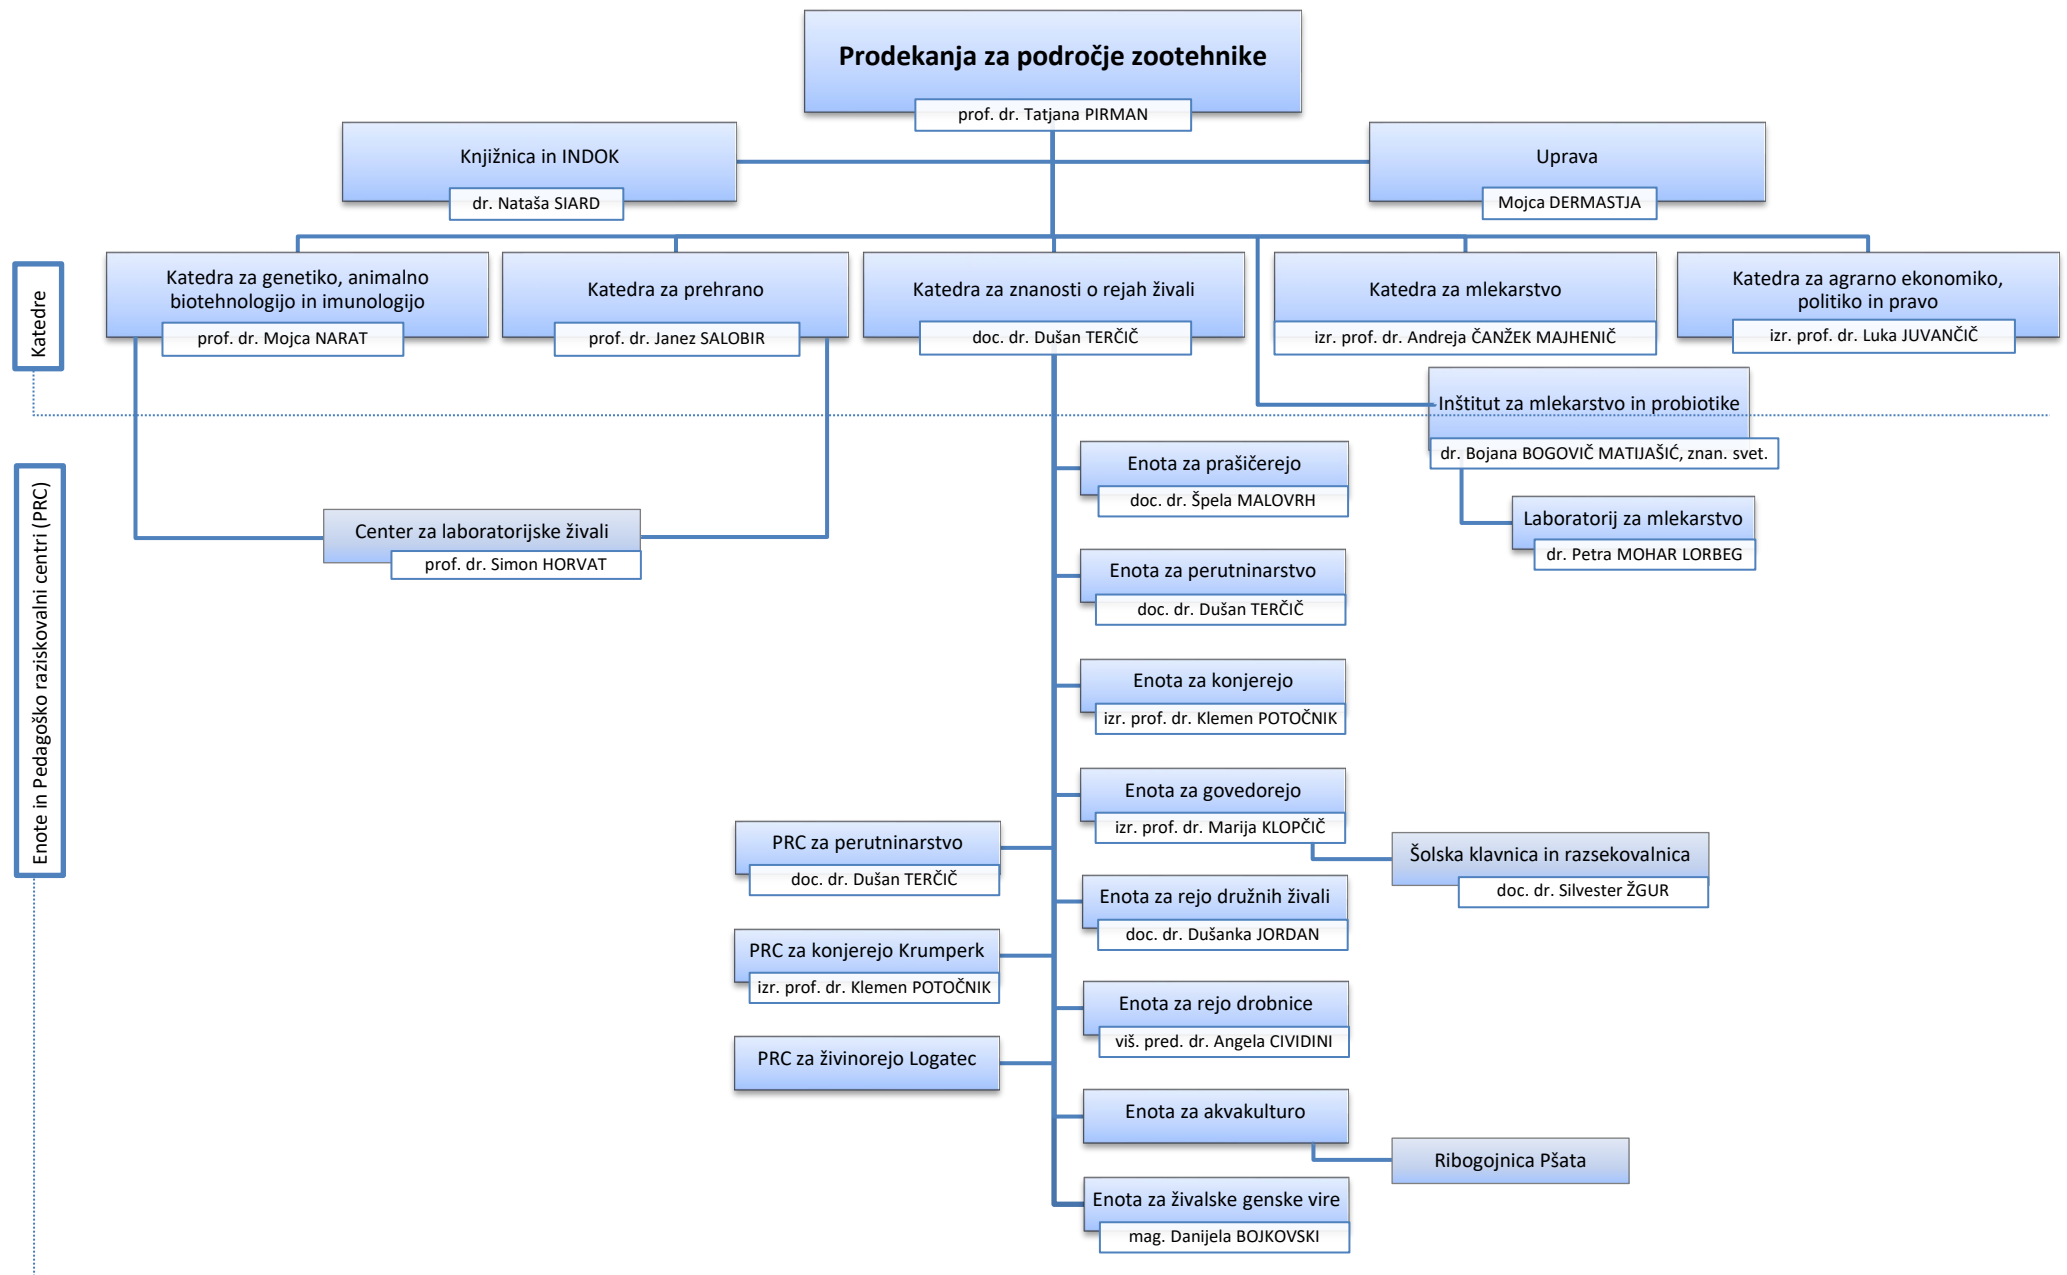 Prodekanja za področje zootehnike
prof. dr. Tatjana PIRMAN
Knjižnica in INDOK
dr. Nataša SIARD
Uprava
Mojca DERMASTJA
Katedre
Katedra za genetiko, animalno
biotehnologijo in imunologijo
prof. dr. Mojca NARAT
Katedra za prehrano
prof. dr. Janez SALOBIR
Katedra za znanosti o rejah živali
doc. dr. Dušan TERČIČ
Katedra za mlekarstvo
izr. prof. dr. Andreja ČANŽEK MAJHENIČ
Katedra za agrarno ekonomiko,
politiko in pravo
izr. prof. dr. Luka JUVANČIČ
Inštitut za mlekarstvo in probiotike
dr. Bojana BOGOVIČ MATIJAŠIĆ, znan. svet.
Laboratorij za mlekarstvo
dr. Petra MOHAR LORBEG
Enote in Pedagoško raziskovalni centri (PRC)
Center za laboratorijske živali
prof. dr. Simon HORVAT
Enota za prašičerejo
doc. dr. Špela MALOVRH
Enota za perutninarstvo
doc. dr. Dušan TERČIČ
Enota za konjerejo
izr. prof. dr. Klemen POTOČNIK
Enota za govedorejo
izr. prof. dr. Marija KLOPČIČ
Šolska klavnica in razsekovalnica
doc. dr. Silvester ŽGUR
PRC za perutninarstvo
doc. dr. Dušan TERČIČ
Enota za rejo družnih živali
doc. dr. Dušanka JORDAN
PRC za konjerejo Krumperk
izr. prof. dr. Klemen POTOČNIK
Enota za rejo drobnice
viš. pred. dr. Angela CIVIDINI
PRC za živinorejo Logatec
Enota za akvakulturo
Ribogojnica Pšata
Enota za živalske genske vire
mag. Danijela BOJKOVSKI